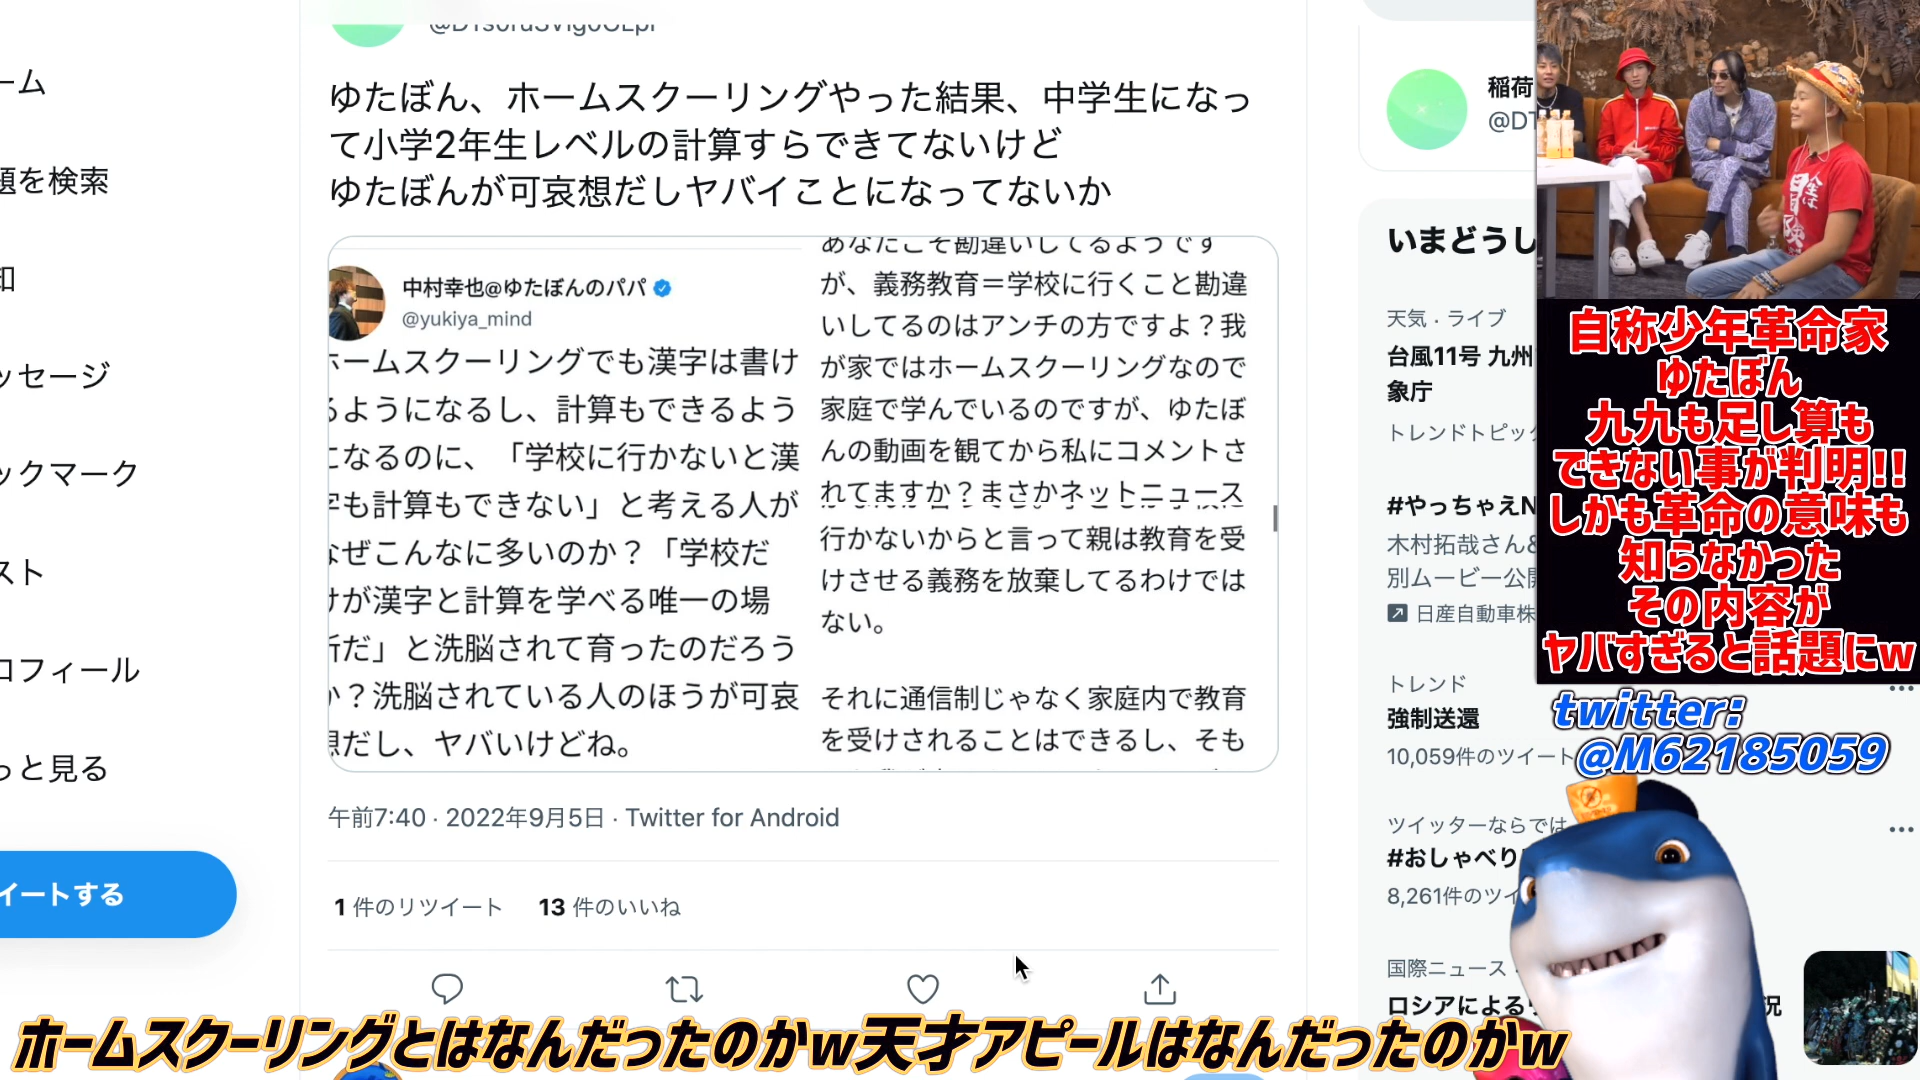 ーム
題を検索
知
ッセージ
ックマーク
スト
ロフィール
っと見る
イートする
ゆたぼん、ホームスクーリングやった結果、中学生になっ
て小学2年生レベルの計算すらできてないけど
ゆたぼんが可哀想だしヤバイことになってないか
中村幸也@ゆたぼんのパパ
@yukiya_mind
ホームスクーリングでも漢字は書け
るようになるし、計算もできるよう
になるのに、「学校に行かないと漢
字も計算もできない」と考える人が
なぜこんなに多いのか？「学校だ
けが漢字と計算を学べる唯一の場
所だ」と洗脳されて育ったのだろう
か？洗脳されている人のほうが可哀
想だし、ヤバいけどね。
あなたこそ勘違いしてるようです
が、義務教育＝学校に行くこと勘違
いしてるのはアンチの方ですよ？我
が家ではホームスクーリングなので
家庭で学んでいるのですが、ゆたぼ
んの動画を観てから私にコメントさ
れてますか？まさかネットニュース
行かないからと言って親は教育を受
けさせる義務を放棄してるわけでは
ない。
それに通信制じゃなく家庭内で教育
を受けされることはできるし、そも
午前7:40 · 2022年9月5日 · Twitter for Android
1 件のリツイート 13 件のいいね
稲荷
@DT
いまどうし
天気 · ライブ
台風11号 九州
象庁
トレンドトピック
#やっちゃえN
木村拓哉さん&
別ムービー公開
日産自動車株
トレンド
強制送還
10,059件のツイート
ツイッターならでは
#おしゃべり
8,261件のツイ
国際ニュース
ロシアによる
況
人生は
冒険
自称少年革命家
ゆたぼん
九九も足し算も
できない事が判明!!
しかも革命の意味も
知らなかった
その内容が
ヤバすぎると話題にw
twitter:
@M62185059
ホームスクーリングとはなんだったのかw天才アピールはなんだったのかw